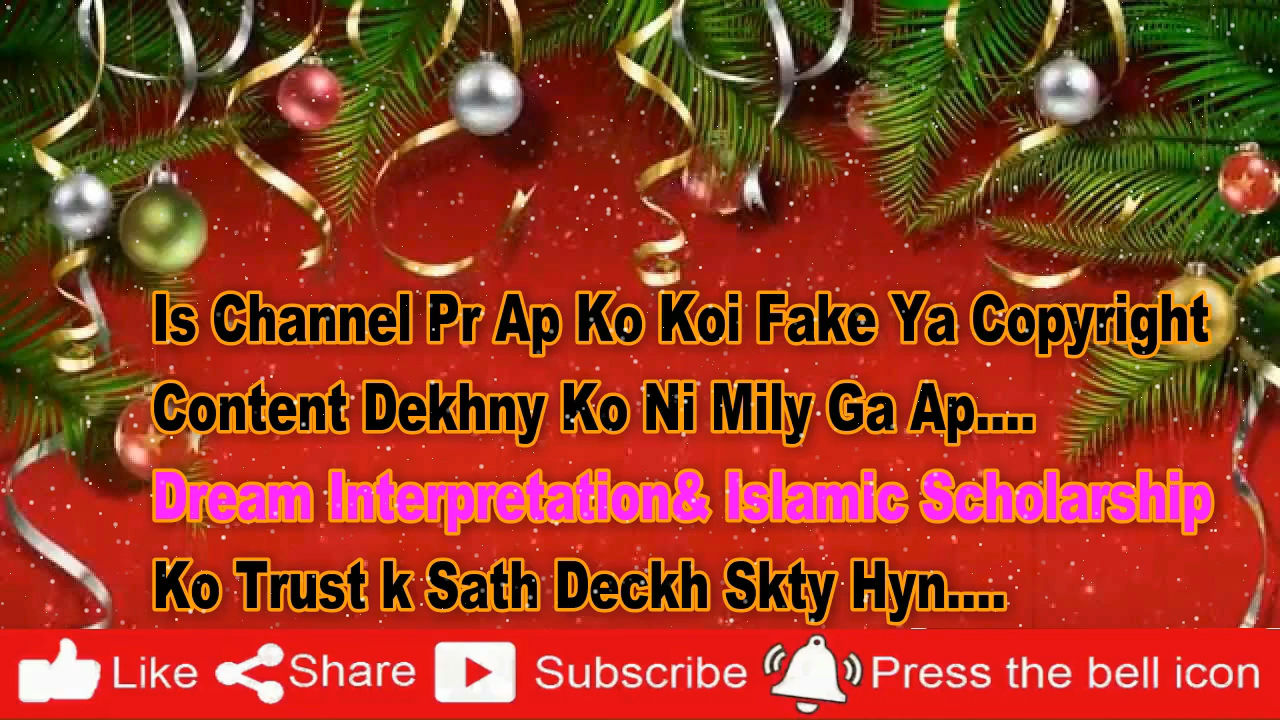 Is Channel Pr Ap Ko Koi Fake Ya Copyright
Content Dekhny Ko Ni Mily Ga Ap....
Dream Interpretation& Islamic Scholarship
Ko Trust k Sath Deckh Skty Hyn....
Like Share Subscribe Press the bell icon